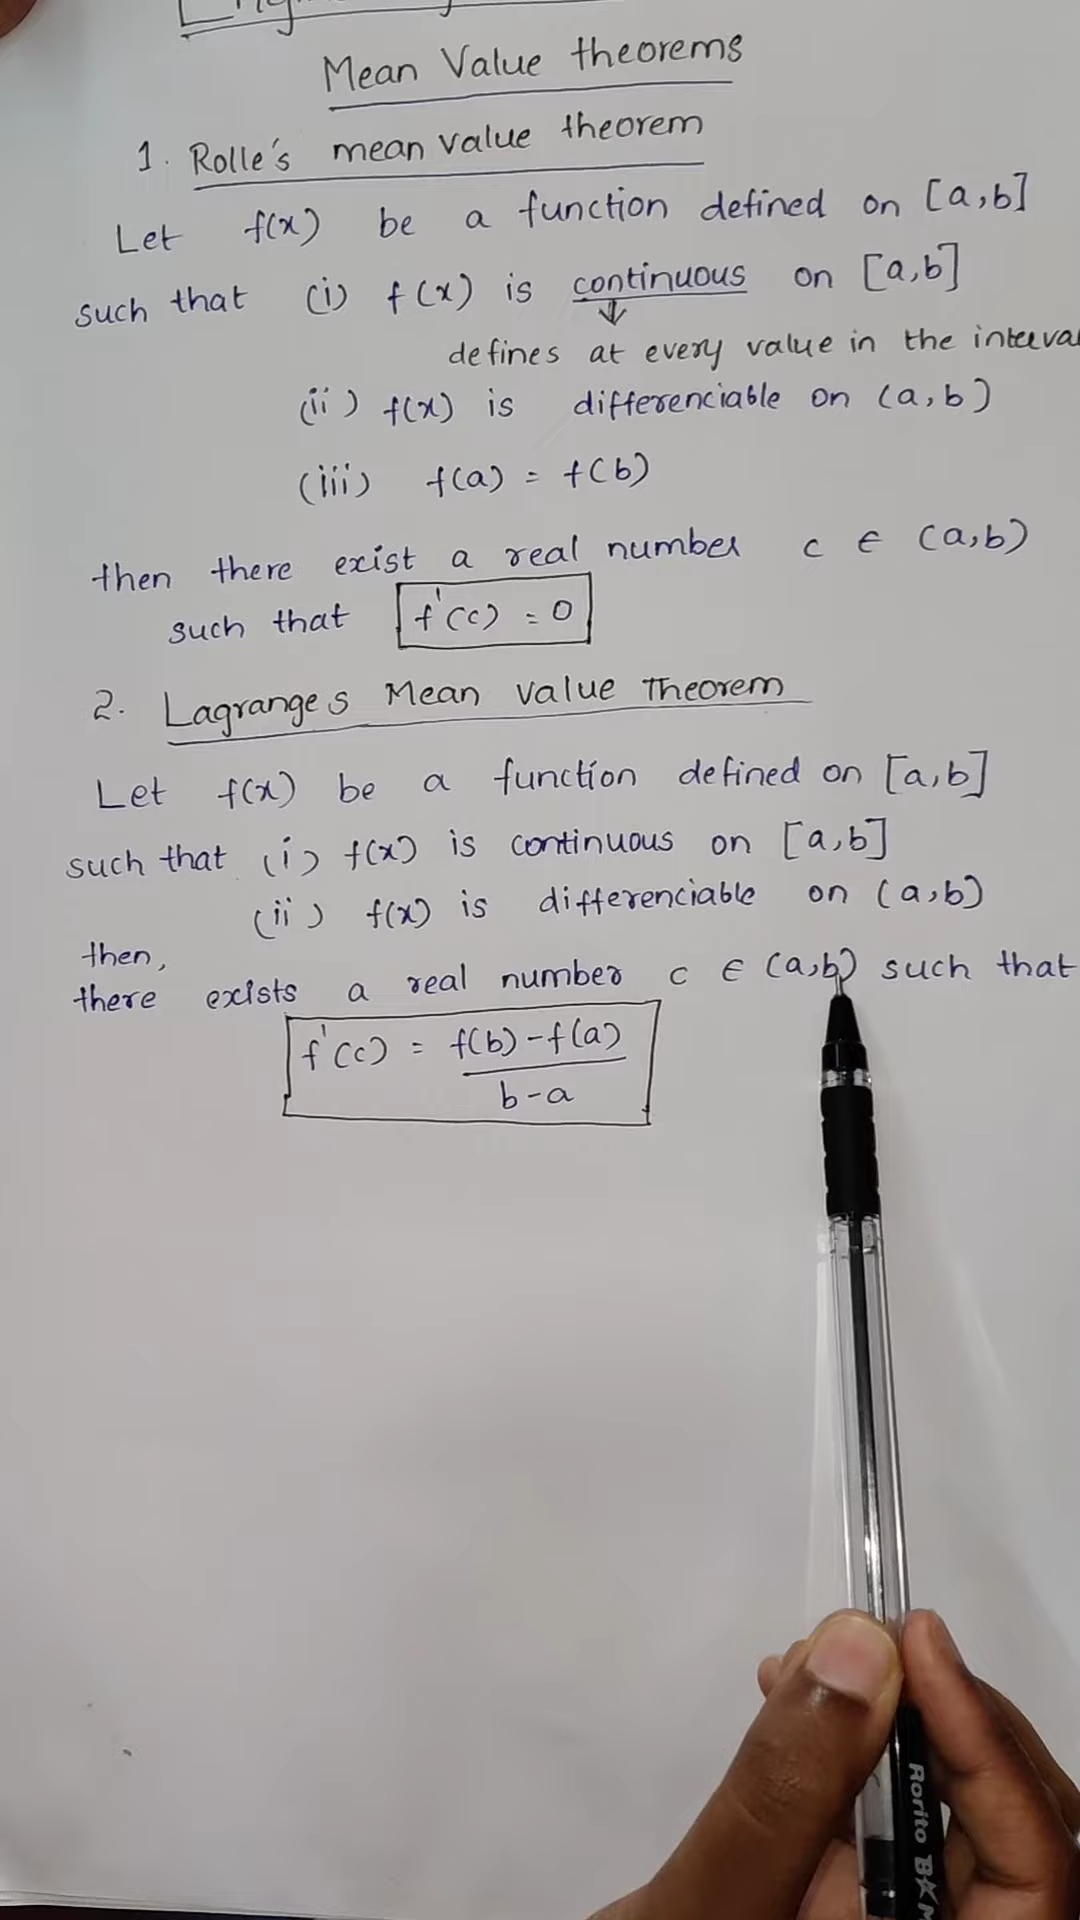 Mean Value theorems
1. Rolle's mean value theorem
Let f(x) be a function defined on [a,b]
such that (i) f(x) is continuous on [a,b]
defines at every value in the interval
(ii) f(x) is differenciable on (a,b)
(iii) f(a) = f(b)
then there exist a real number c ∈ (a,b)
such that f'(c) = 0
2. Lagranges Mean value Theorem
Let f(x) be a function defined on [a,b]
such that (i) f(x) is continuous on [a,b]
(ii) f(x) is differenciable on (a,b)
then,
there exists a real number c ∈ (a,b) such that
f'(c) = f(b)-f(a)
b-a
Rorito